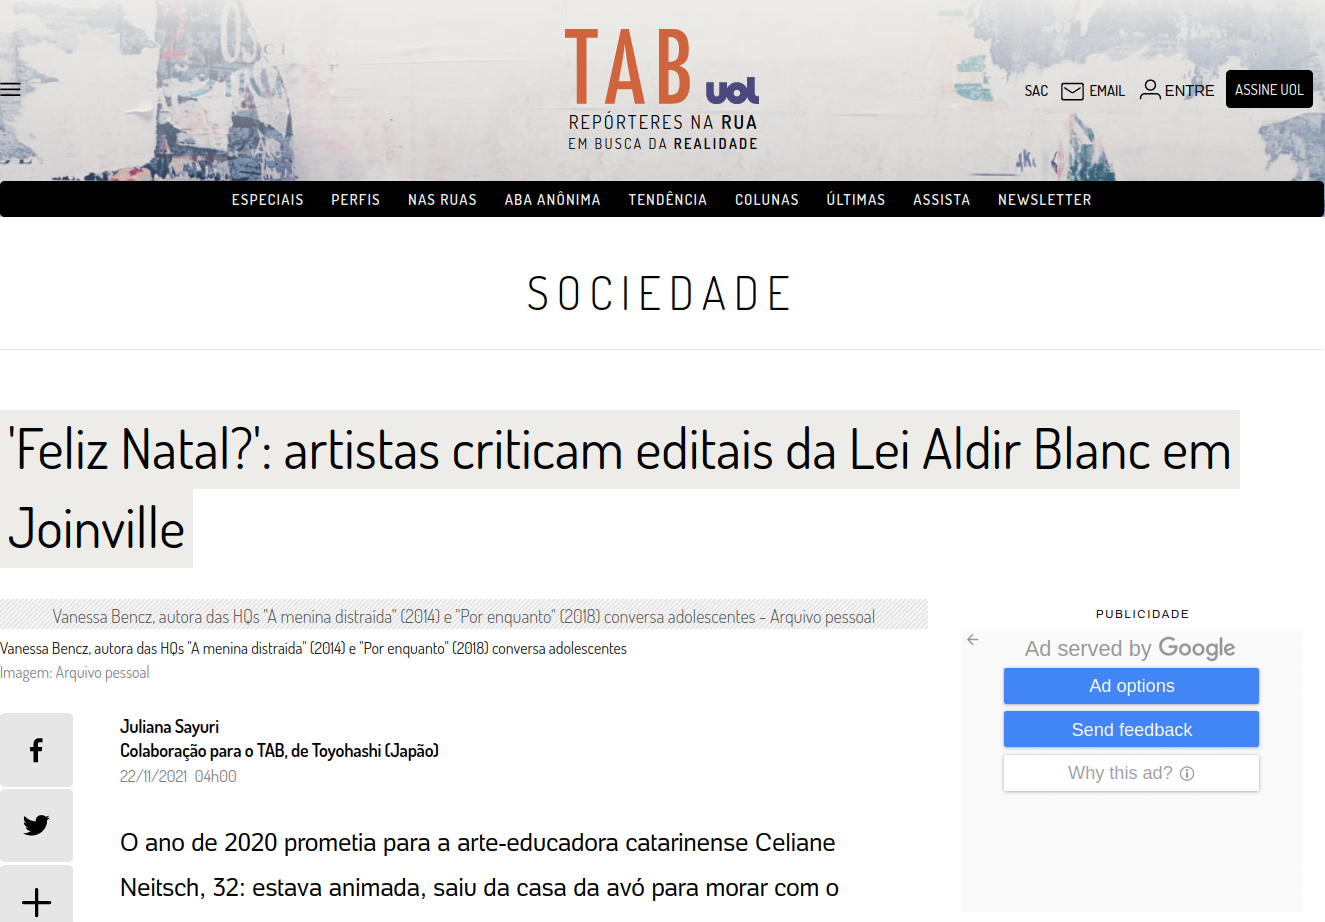 TAB uol
REPÓRTERES NA RUA
EM BUSCA DA REALIDADE
SAC EMAIL ENTRE ASSINE UOL
ESPECIAIS PERFIS NAS RUAS ABA ANÔNIMA TENDÊNCIA COLUNAS ÚLTIMAS ASSISTA NEWSLETTER
SOCIEDADE
'Feliz Natal?': artistas criticam editais da Lei Aldir Blanc em
Joinville
Vanessa Bencz, autora das HQs "A menina distraída" (2014) e "Por enquanto" (2018) conversa adolescentes - Arquivo pessoal
Vanessa Bencz, autora das HQs "A menina distraída" (2014) e "Por enquanto" (2018) conversa adolescentes
Imagem: Arquivo pessoal
PUBLICIDADE
Ad served by Google
Ad options
Send feedback
Why this ad?
Juliana Sayuri
Colaboração para o TAB, de Toyohashi (Japão)
22/11/2021 04h00
O ano de 2020 prometia para a arte-educadora catarinense Celiane
Neitsch, 32: estava animada, saiu da casa da avó para morar com o